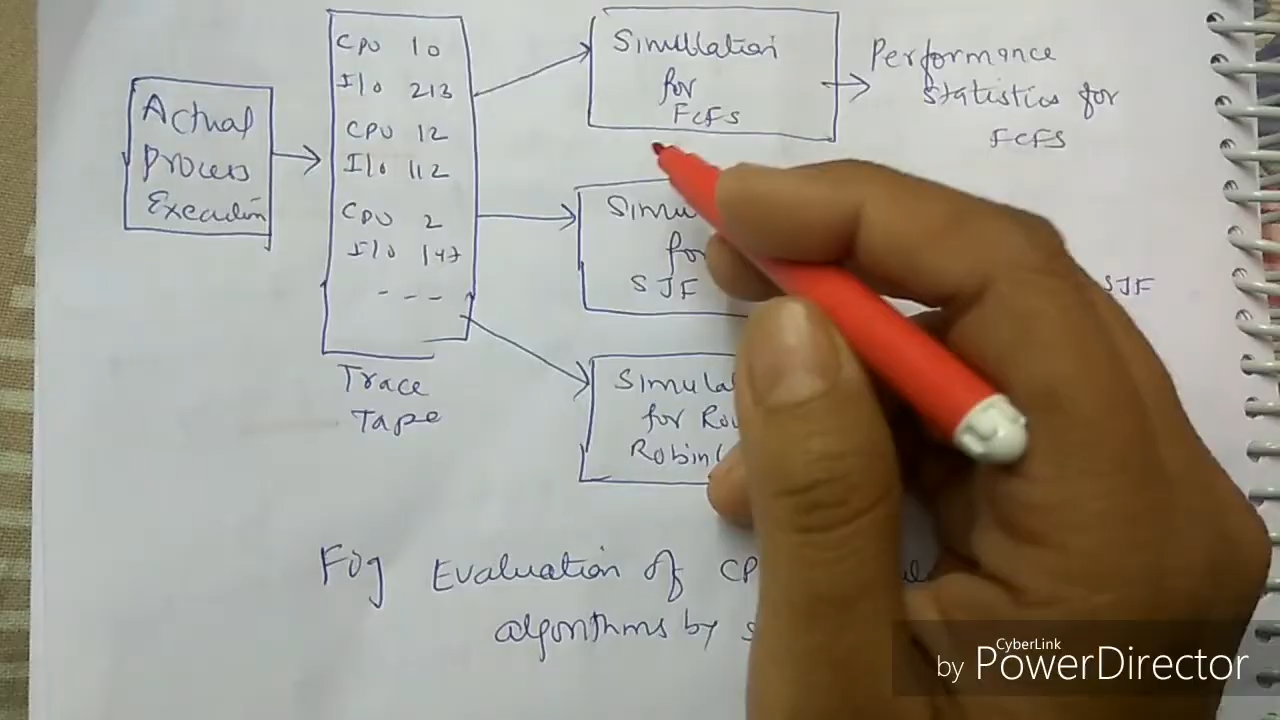 Actual
Process
Execution
CPU 10
I/O 213
CPU 12
I/O 112
CPU 2
I/O 147
- - -
Trace
Tape
Simullation
for
FCFS
Performance
Statistics for
FCFS
for
SJF
SJF
for
Fig Evaluation of
algorithms by
CyberLink
by PowerDirector